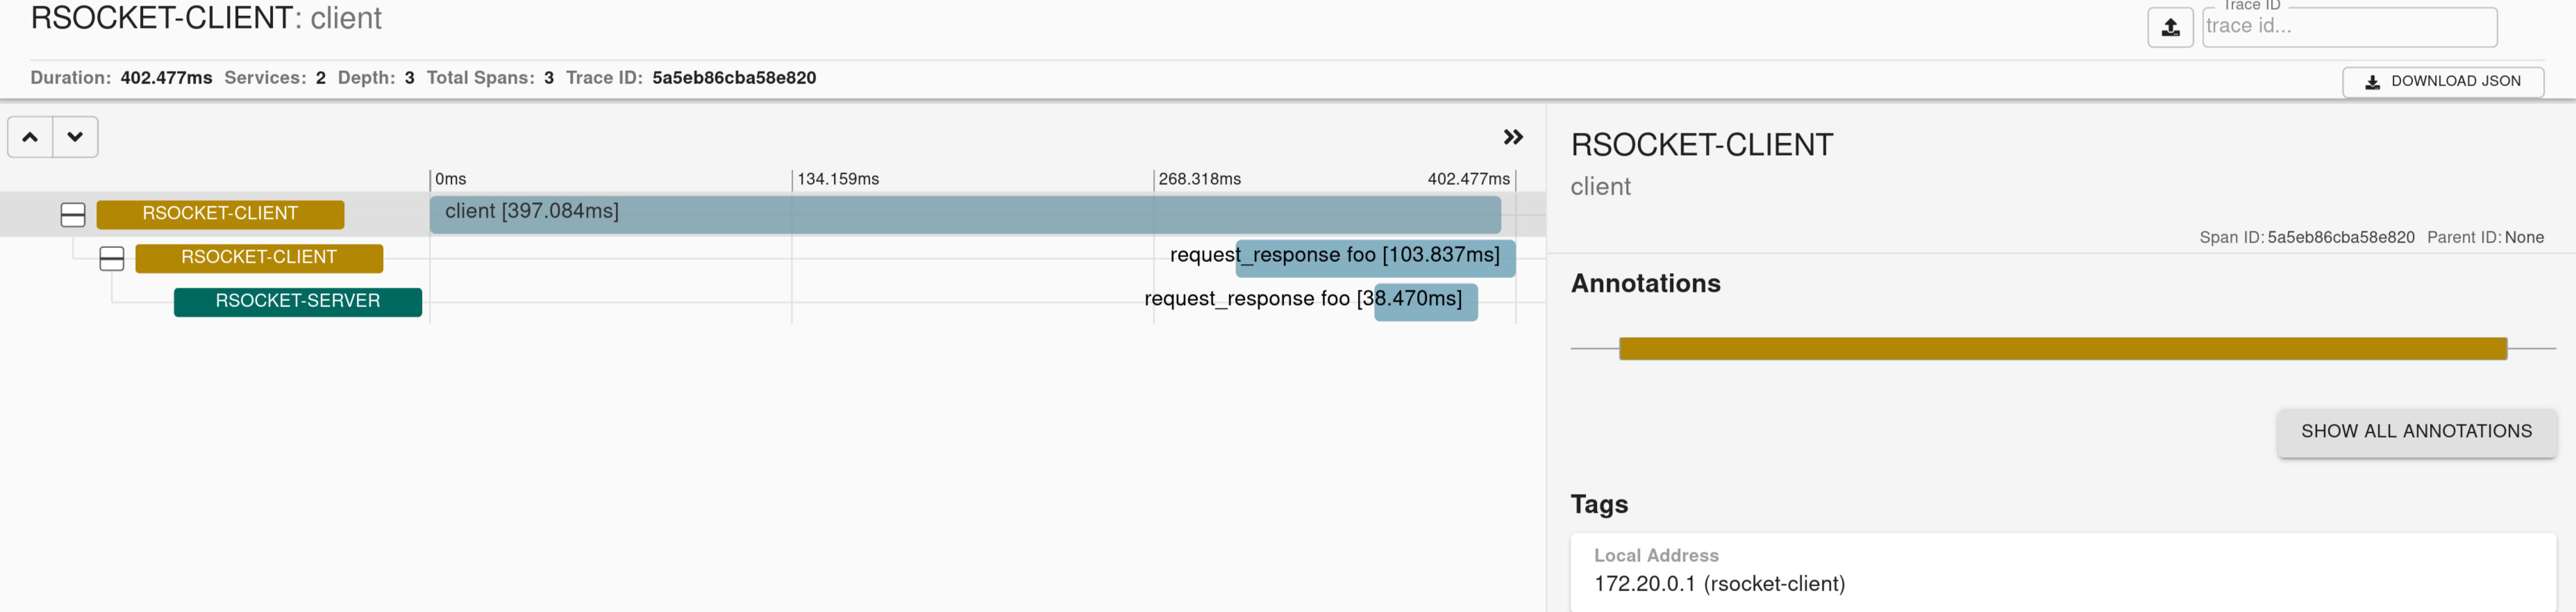 RSOCKET-CLIENT: client
Trace ID
trace id...
Duration: 402.477ms Services: 2 Depth: 3 Total Spans: 3 Trace ID: 5a5eb86cba58e820
DOWNLOAD JSON
0ms 134.159ms 268.318ms 402.477ms
RSOCKET-CLIENT client [397.084ms]
RSOCKET-CLIENT request_response foo [103.837ms]
RSOCKET-SERVER request_response foo [38.470ms]
RSOCKET-CLIENT
client
Span ID: 5a5eb86cba58e820 Parent ID: None
Annotations
SHOW ALL ANNOTATIONS
Tags
Local Address
172.20.0.1 (rsocket-client)